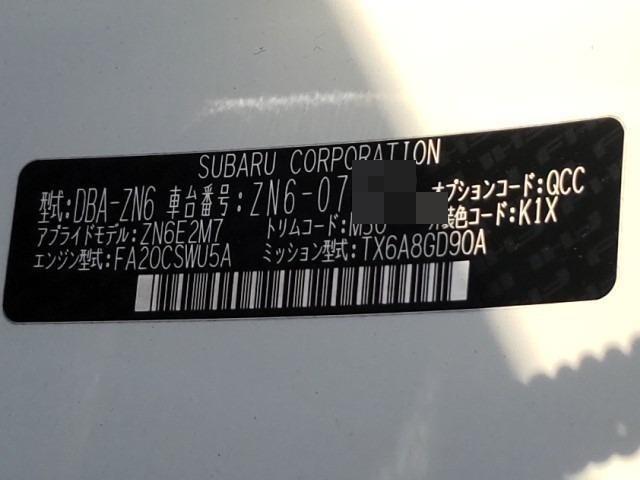 SUBARU CORPORATION
型式:DBA-ZN6 車台番号:ZN6-07 オプションコード:QCC
アプライドモデル:ZN6E2M7 トリムコード: 外装色コード:K1X
エンジン型式:FA20CSWU5A ミッション型式:TX6A8GD90A